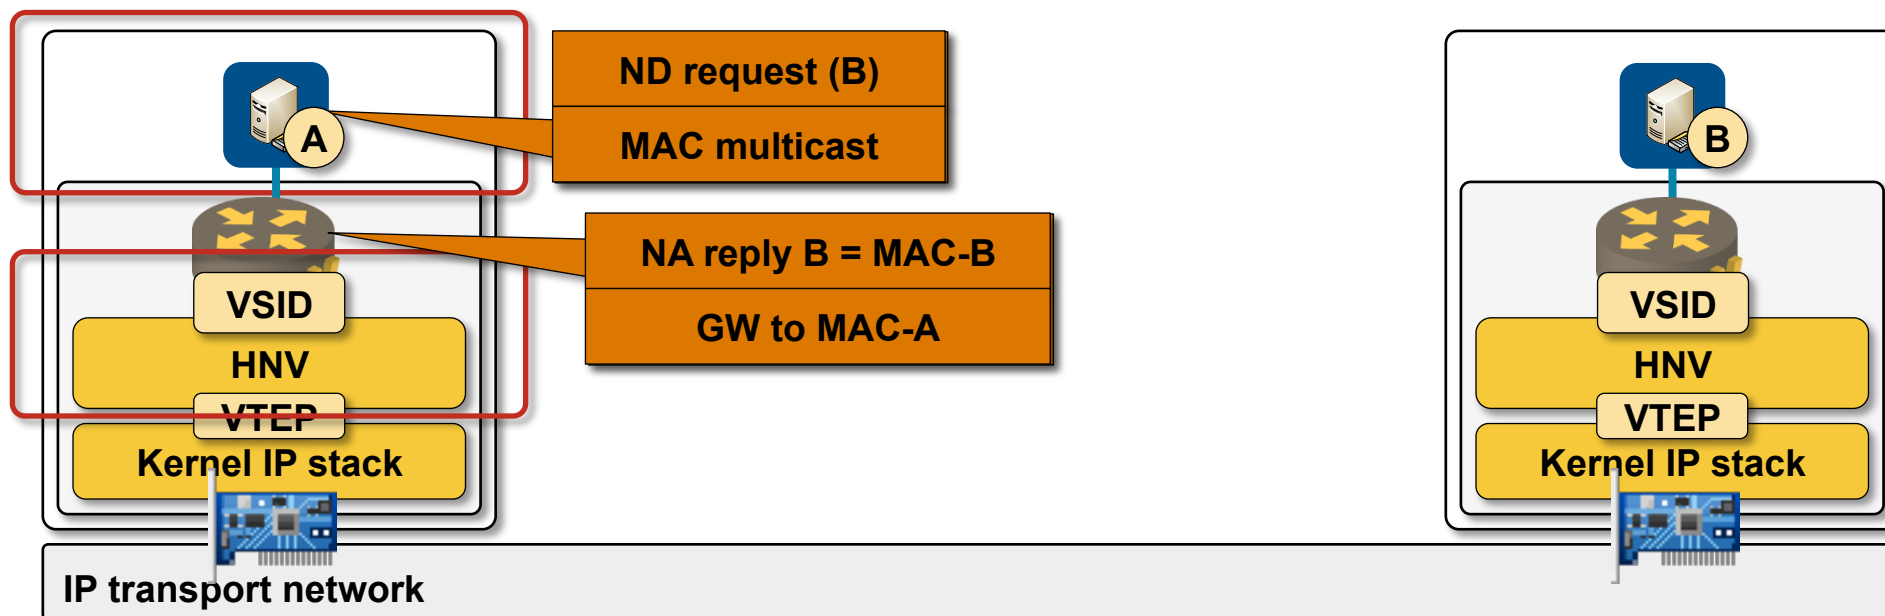 ND request (B)
MAC multicast
A
B
NA reply B = MAC-B
GW to MAC-A
VSID
HNV
VTEP
Kernel IP stack
VSID
HNV
VTEP
Kernel IP stack
IP transport network